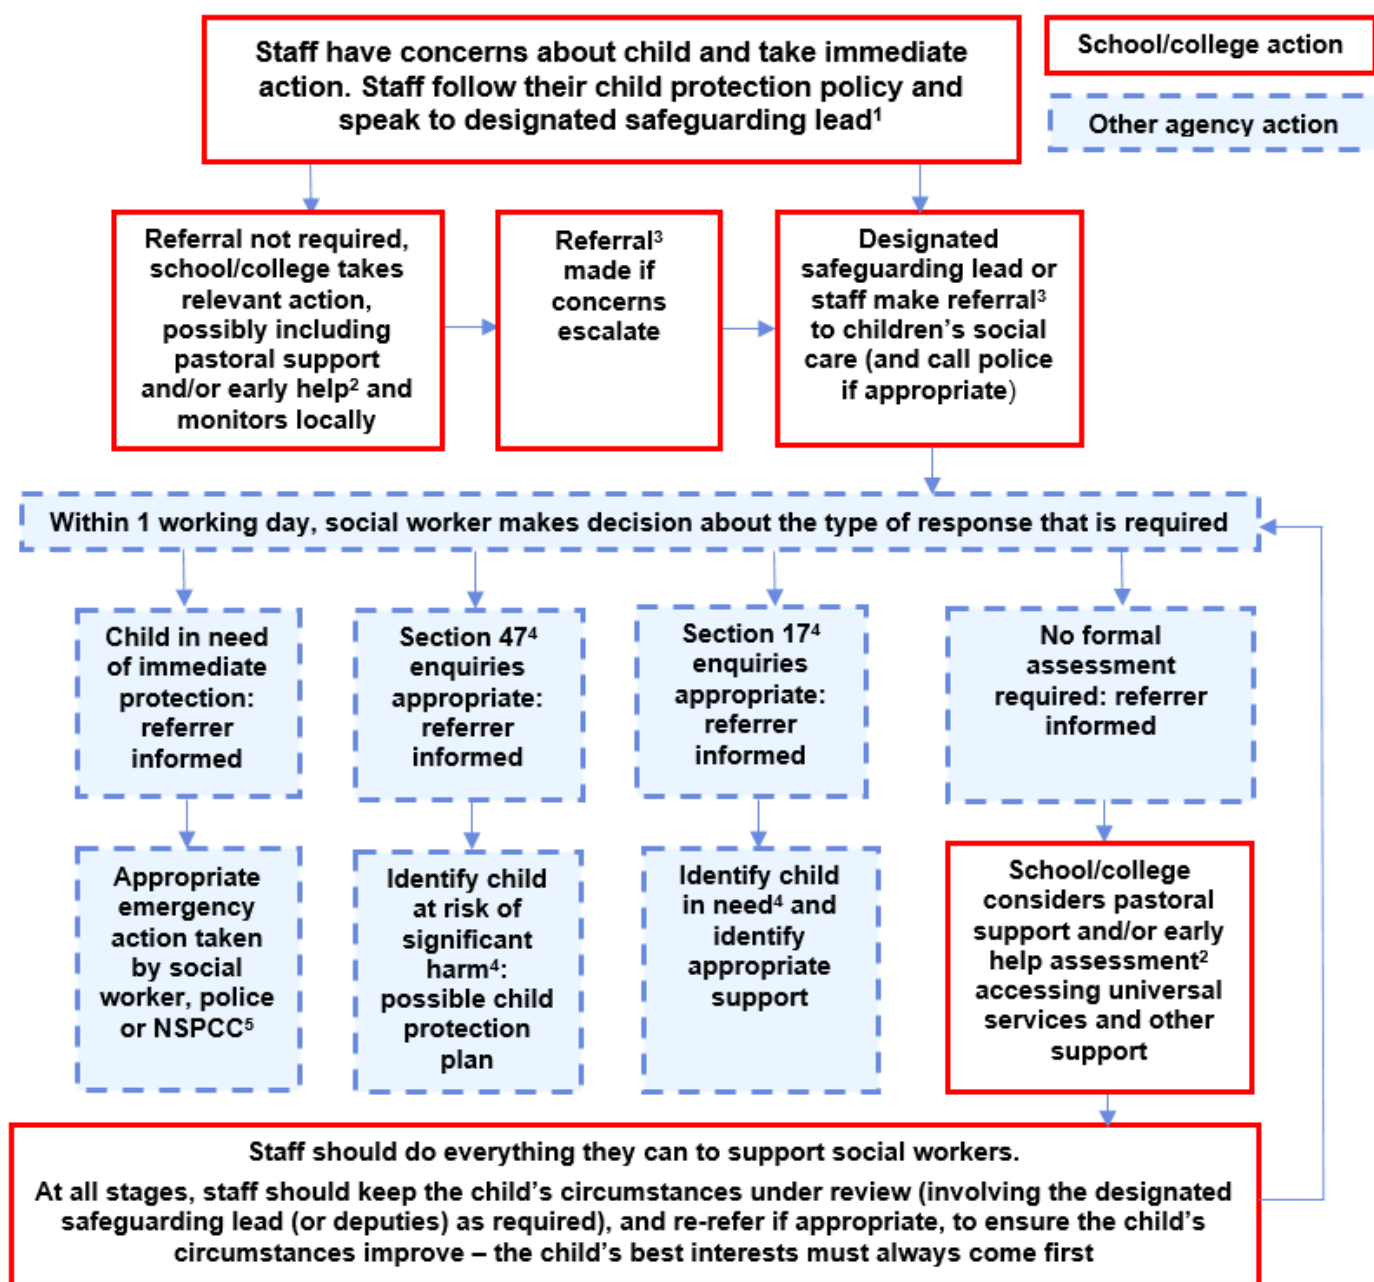 Staff have concerns about child and take immediate
action. Staff follow their child protection policy and
speak to designated safeguarding lead¹
School/college action
Other agency action
Referral not required,
school/college takes
relevant action,
possibly including
pastoral support
and/or early help² and
monitors locally
Referral³
made if
concerns
escalate
Designated
safeguarding lead or
staff make referral³
to children’s social
care (and call police
if appropriate)
Within 1 working day, social worker makes decision about the type of response that is required
Child in need
of immediate
protection:
referrer
informed
Section 47⁴
enquiries
appropriate:
referrer
informed
Section 17⁴
enquiries
appropriate:
referrer
informed
No formal
assessment
required: referrer
informed
Appropriate
emergency
action taken
by social
worker, police
or NSPCC⁵
Identify child
at risk of
significant
harm⁴:
possible child
protection
plan
Identify child
in need⁴ and
identify
appropriate
support
School/college
considers pastoral
support and/or early
help assessment²
accessing universal
services and other
support
Staff should do everything they can to support social workers.
At all stages, staff should keep the child’s circumstances under review (involving the designated
safeguarding lead (or deputies) as required), and re-refer if appropriate, to ensure the child’s
circumstances improve – the child’s best interests must always come first